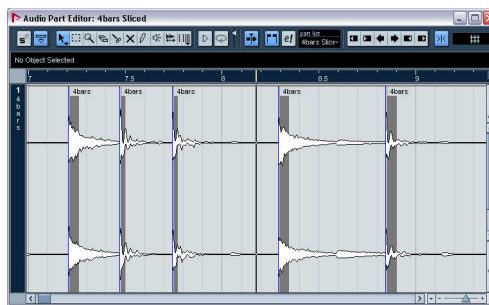 Audio Part Editor: 4bars Sliced
part list
4bars Slice
No Object Selected
7 7.5 8 8.5 9
1 4bars
4bars 4bars 4bars 4bars 4bars